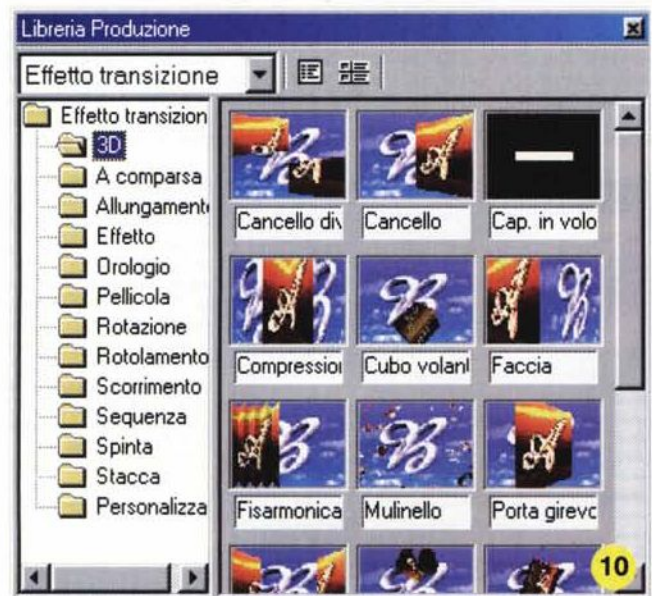 Libreria Produzione
Effetto transizione
Effetto transizion
3D
A comparsa
Allungament
Effetto
Orologio
Pellicola
Rotazione
Rotolamento
Scorrimento
Sequenza
Spinta
Stacca
Personalizza
Cancello div
Cancello
Cap. in volo
Compression
Cubo volant
Faccia
Fisarmonica
Mulinello
Porta girevo
10